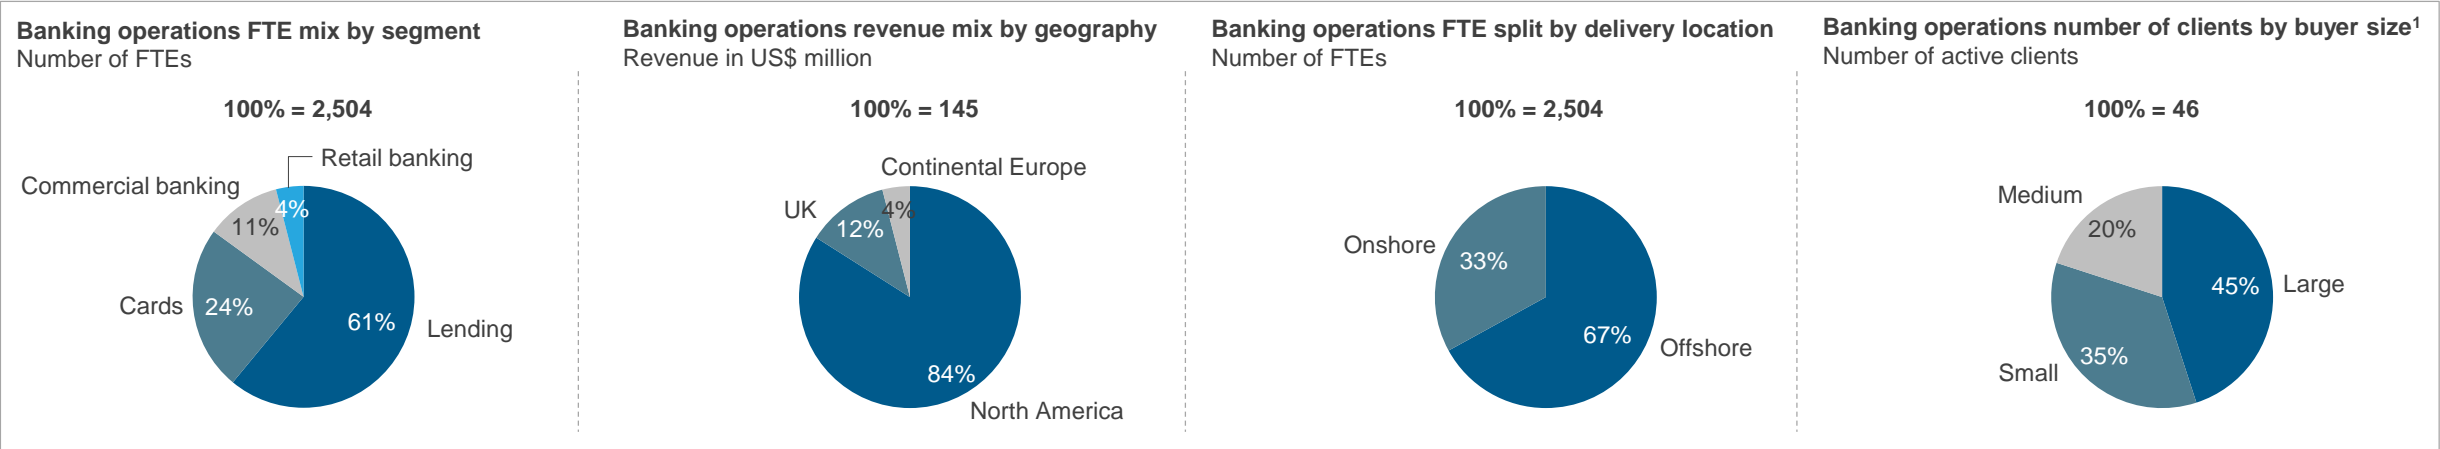 Banking operations FTE mix by segment
Number of FTEs
100% = 2,504
Retail banking
Commercial banking
4%
11%
Cards
24%
61%
Lending
Banking operations revenue mix by geography
Revenue in US$ million
100% = 145
Continental Europe
UK
4%
12%
84%
North America
Banking operations FTE split by delivery location
Number of FTEs
100% = 2,504
Onshore
33%
67%
Offshore
Banking operations number of clients by buyer size¹
Number of active clients
100% = 46
Medium
20%
45%
Large
35%
Small